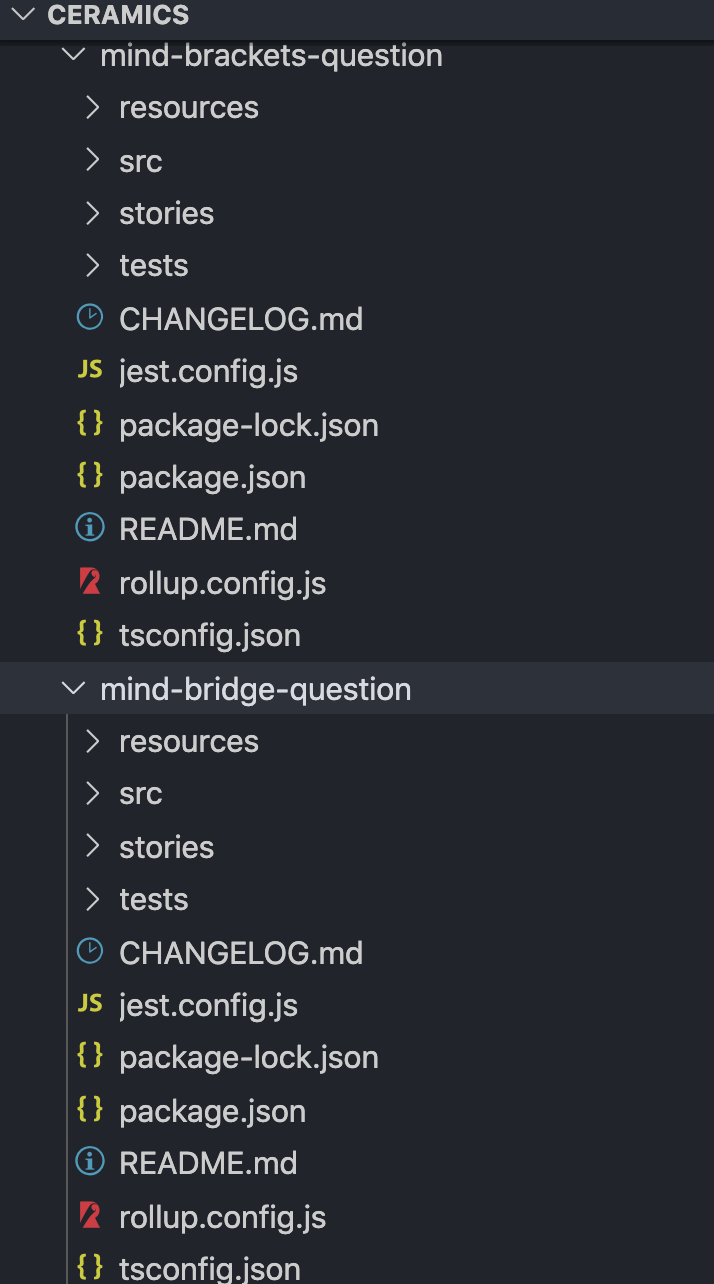 CERAMICS
mind-brackets-question
resources
src
stories
tests
CHANGELOG.md
JS jest.config.js
{} package-lock.json
{} package.json
README.md
rollup.config.js
{} tsconfig.json
mind-bridge-question
resources
src
stories
tests
CHANGELOG.md
JS jest.config.js
{} package-lock.json
{} package.json
README.md
rollup.config.js
{} tsconfig.json